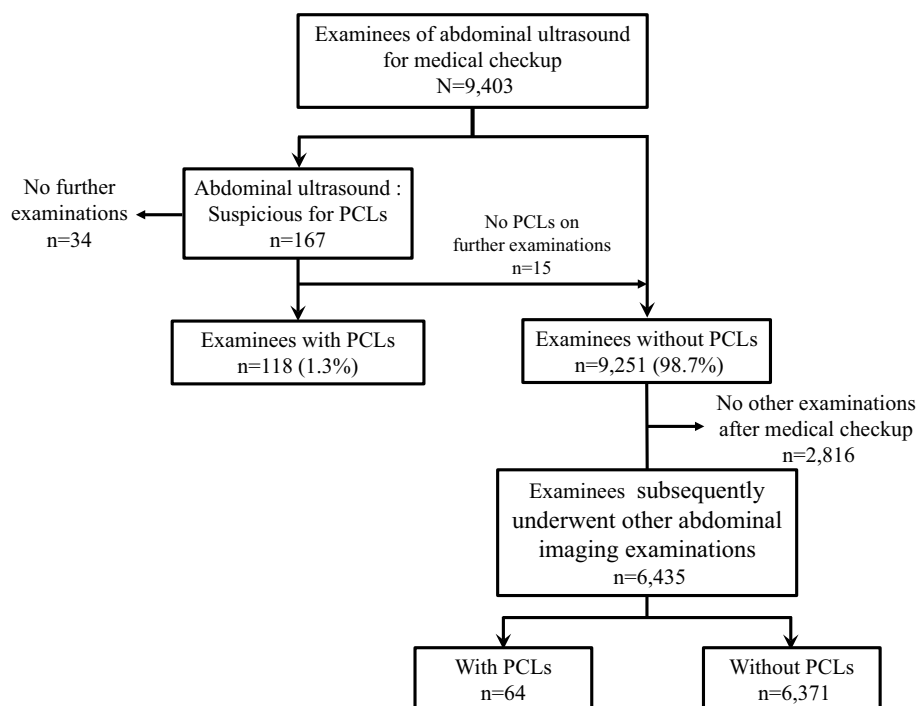 Examinees of abdominal ultrasound
for medical checkup
N=9,403
No further
examinations
n=34
Abdominal ultrasound :
Suspicious for PCLs
n=167
No PCLs on
further examinations
n=15
Examinees with PCLs
n=118 (1.3%)
Examinees without PCLs
n=9,251 (98.7%)
No other examinations
after medical checkup
n=2,816
Examinees subsequently
underwent other abdominal
imaging examinations
n=6,435
With PCLs
n=64
Without PCLs
n=6,371